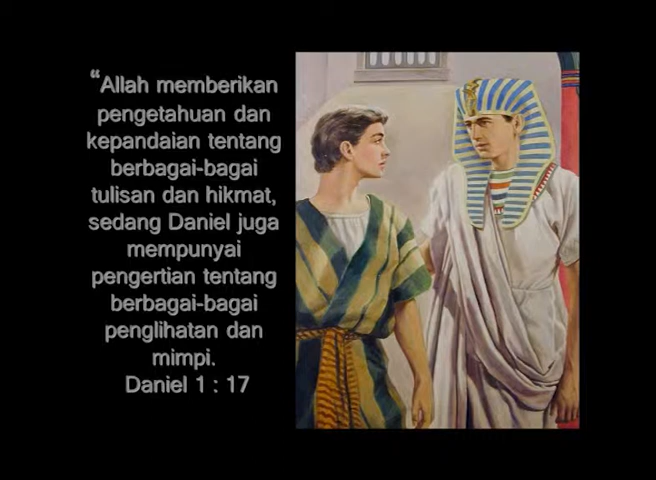 “Allah memberikan
pengetahuan dan
kepandaian tentang
berbagai-bagai
tulisan dan hikmat,
sedang Daniel juga
mempunyai
pengertian tentang
berbagai-bagai
penglihatan dan
mimpi.
Daniel 1 : 17